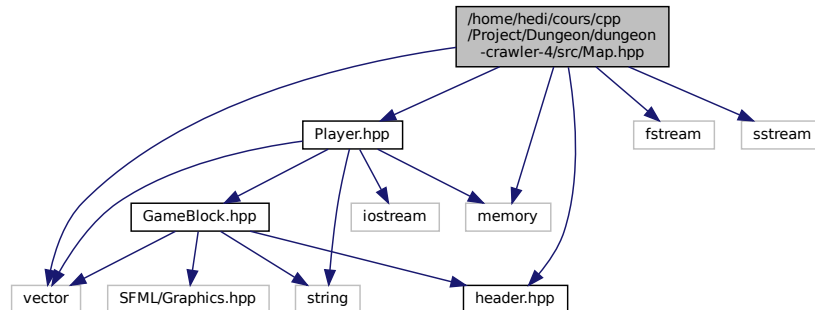 /home/hedi/cours/cpp
/Project/Dungeon/dungeon
-crawler-4/src/Map.hpp
Player.hpp
fstream
sstream
GameBlock.hpp
iostream
memory
vector
SFML/Graphics.hpp
string
header.hpp